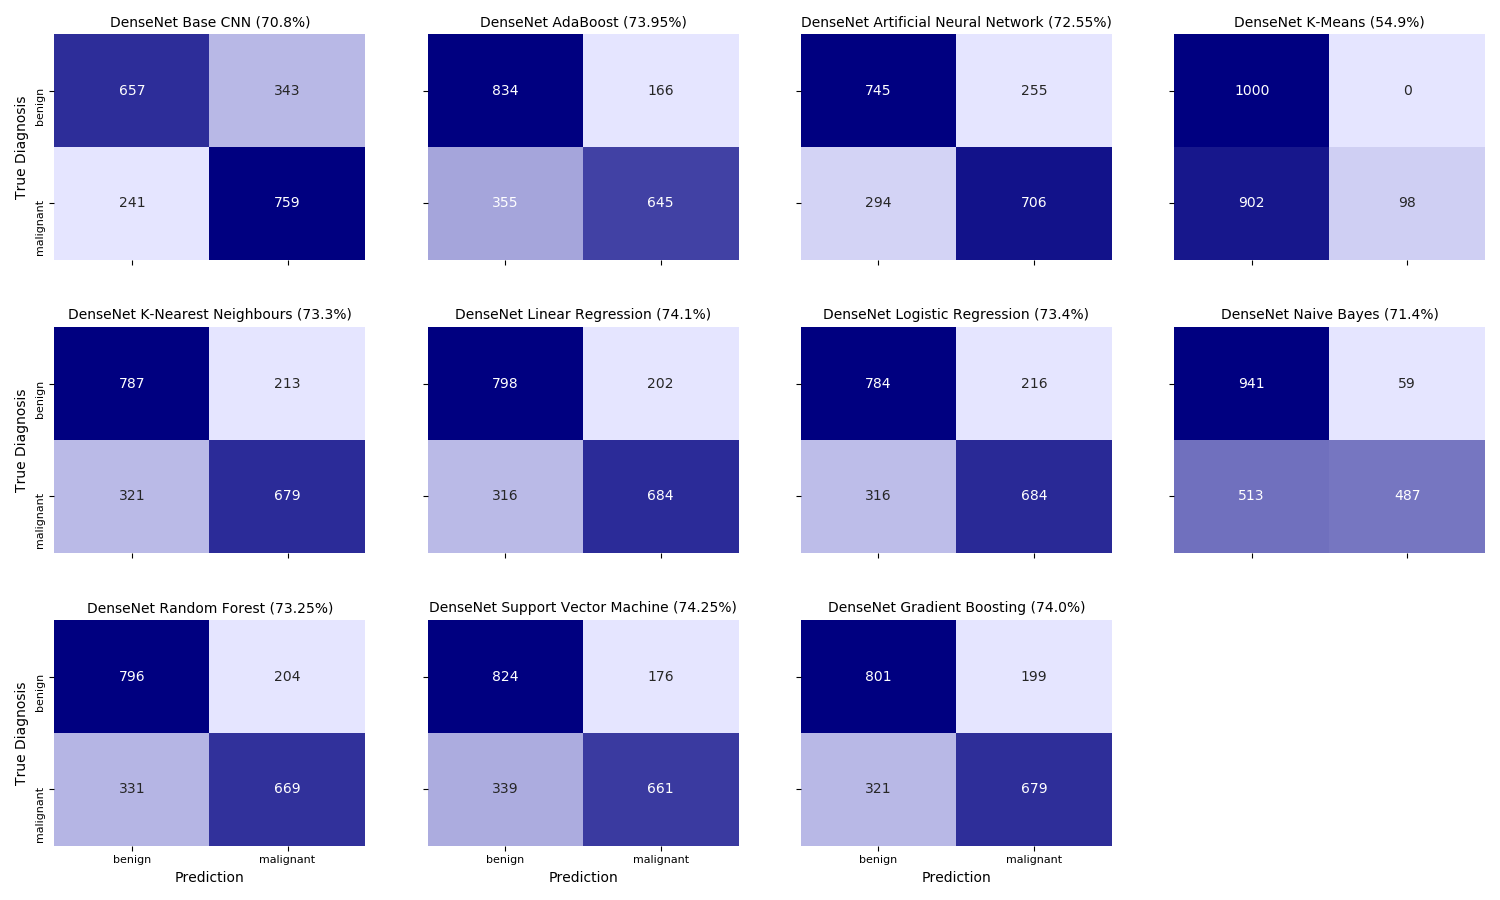 DenseNet Base CNN (70.8%)
DenseNet AdaBoost (73.95%)
DenseNet Artificial Neural Network (72.55%)
DenseNet K-Means (54.9%)
True Diagnosis
benign
malignant
657 343
241 759
834 166
355 645
745 255
294 706
1000 0
902 98
DenseNet K-Nearest Neighbours (73.3%)
DenseNet Linear Regression (74.1%)
DenseNet Logistic Regression (73.4%)
DenseNet Naive Bayes (71.4%)
True Diagnosis
benign
malignant
787 213
321 679
798 202
316 684
784 216
316 684
941 59
513 487
DenseNet Random Forest (73.25%)
DenseNet Support Vector Machine (74.25%)
DenseNet Gradient Boosting (74.0%)
True Diagnosis
benign
malignant
796 204
331 669
824 176
339 661
801 199
321 679
benign malignant
Prediction
benign malignant
Prediction
benign malignant
Prediction